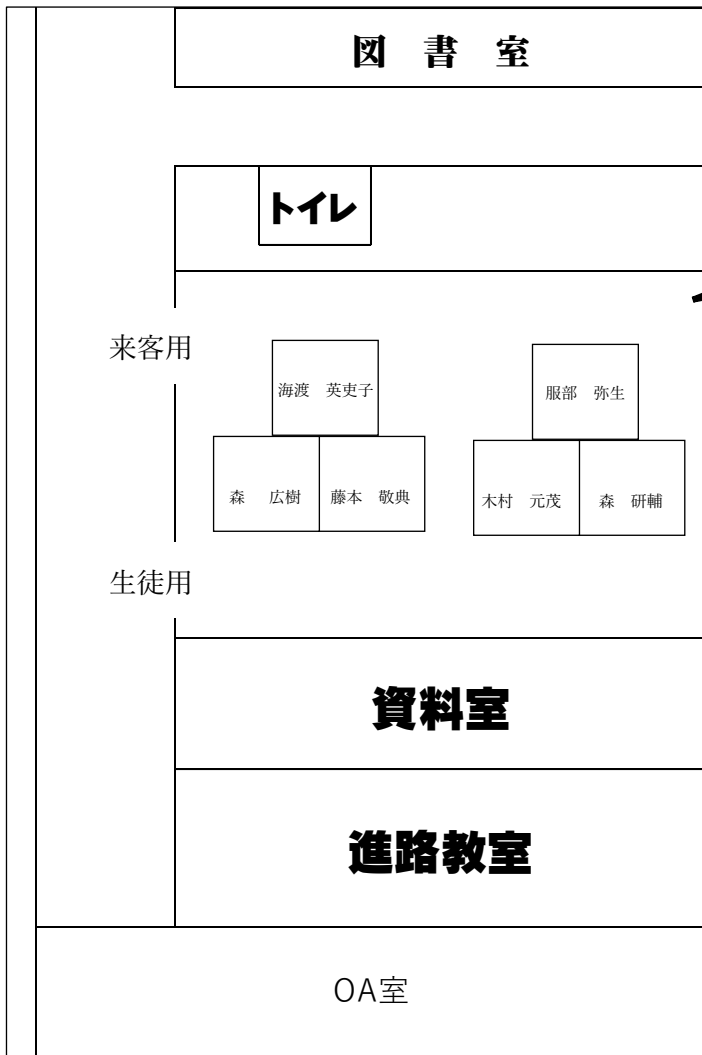 図 書 室
トイレ
来客用
海渡 英吏子
服部 弥生
森 広樹
藤本 敬典
木村 元茂
森 研輔
生徒用
資料室
進路教室
OA室